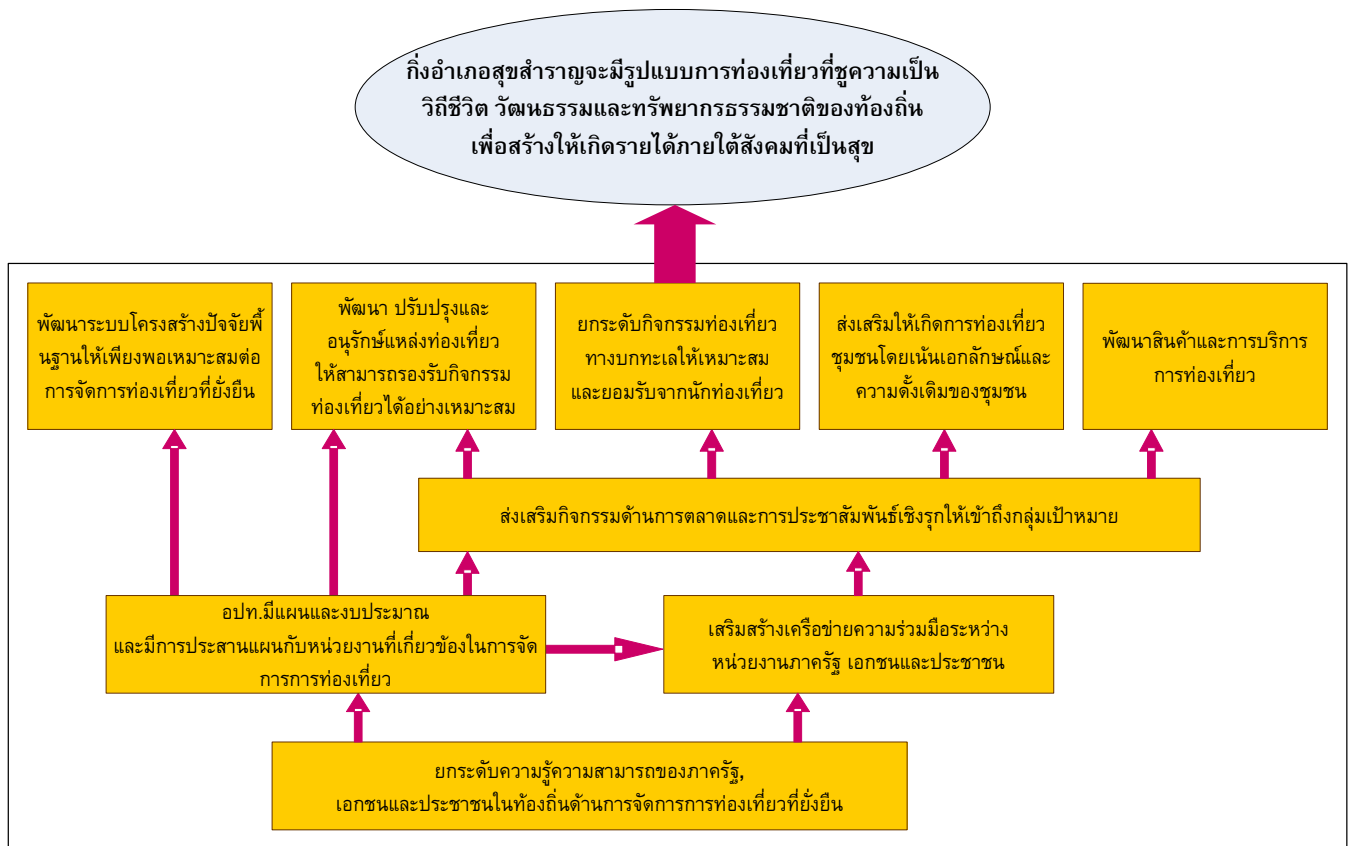 กิ่งอำเภอสุขสำราญจะมีรูปแบบการท่องเที่ยวที่ชูความเป็น
วิถีชีวิต วัฒนธรรมและทรัพยากรธรรมชาติของท้องถิ่น
เพื่อสร้างให้เกิดรายได้ภายใต้สังคมที่เป็นสุข
พัฒนาระบบโครงสร้างปัจจัยพื้
นฐานให้เพียงพอเหมาะสมต่อ
การจัดการท่องเที่ยวที่ยั่งยืน
พัฒนา ปรับปรุงและ
อนุรักษ์แหล่งท่องเที่ยว
ให้สามารถรองรับกิจกรรม
ท่องเที่ยวได้อย่างเหมาะสม
ยกระดับกิจกรรมท่องเที่ยว
ทางบกทะเลให้เหมาะสม
และยอมรับจากนักท่องเที่ยว
ส่งเสริมให้เกิดการท่องเที่ยว
ชุมชนโดยเน้นเอกลักษณ์และ
ความดั้งเดิมของชุมชน
พัฒนาสินค้าและการบริการ
การท่องเที่ยว
ส่งเสริมกิจกรรมด้านการตลาดและการประชาสัมพันธ์เชิงรุกให้เข้าถึงกลุ่มเป้าหมาย
อปท.มีแผนและงบประมาณ
และมีการประสานแผนกับหน่วยงานที่เกี่ยวข้องในการจัด
การการท่องเที่ยว
เสริมสร้างเครือข่ายความร่วมมือระหว่าง
หน่วยงานภาครัฐ เอกชนและประชาชน
ยกระดับความรู้ความสามารถของภาครัฐ,
เอกชนและประชาชนในท้องถิ่นด้านการจัดการการท่องเที่ยวที่ยั่งยืน